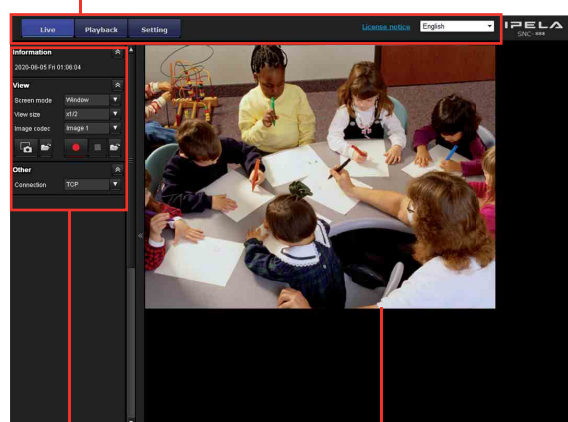 Live Playback Setting License notice English IPELA
SNC-***
Information
2020-06-05 Fri 01:06:04
View
Screen mode Window
View size x1/2
Image codec Image 1
Other
Connection TCP